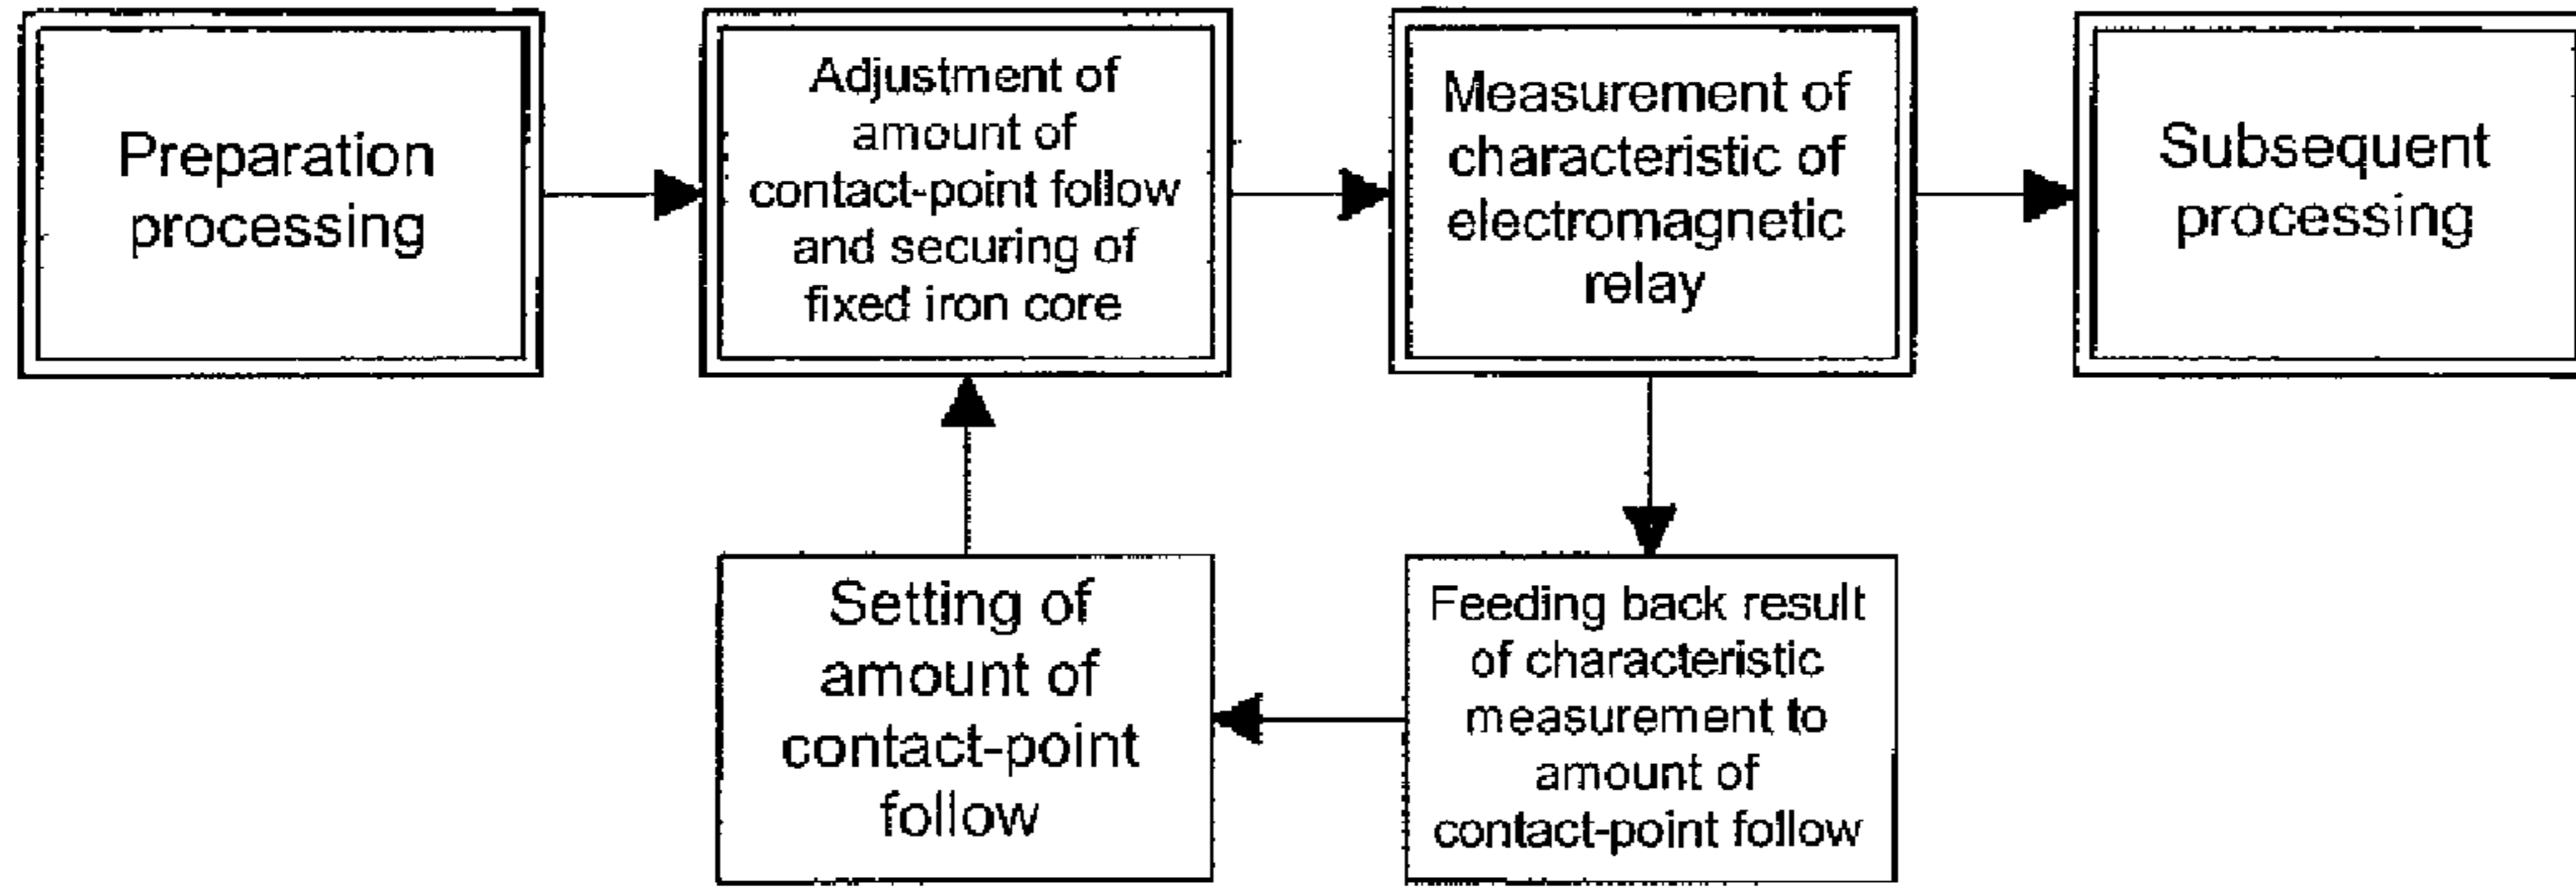 Preparation
processing
Adjustment of
amount of
contact-point follow
and securing of
fixed iron core
Measurement of
characteristic of
electromagnetic
relay
Subsequent
processing
Setting of
amount of
contact-point
follow
Feeding back result
of characteristic
measurement to
amount of
contact-point follow